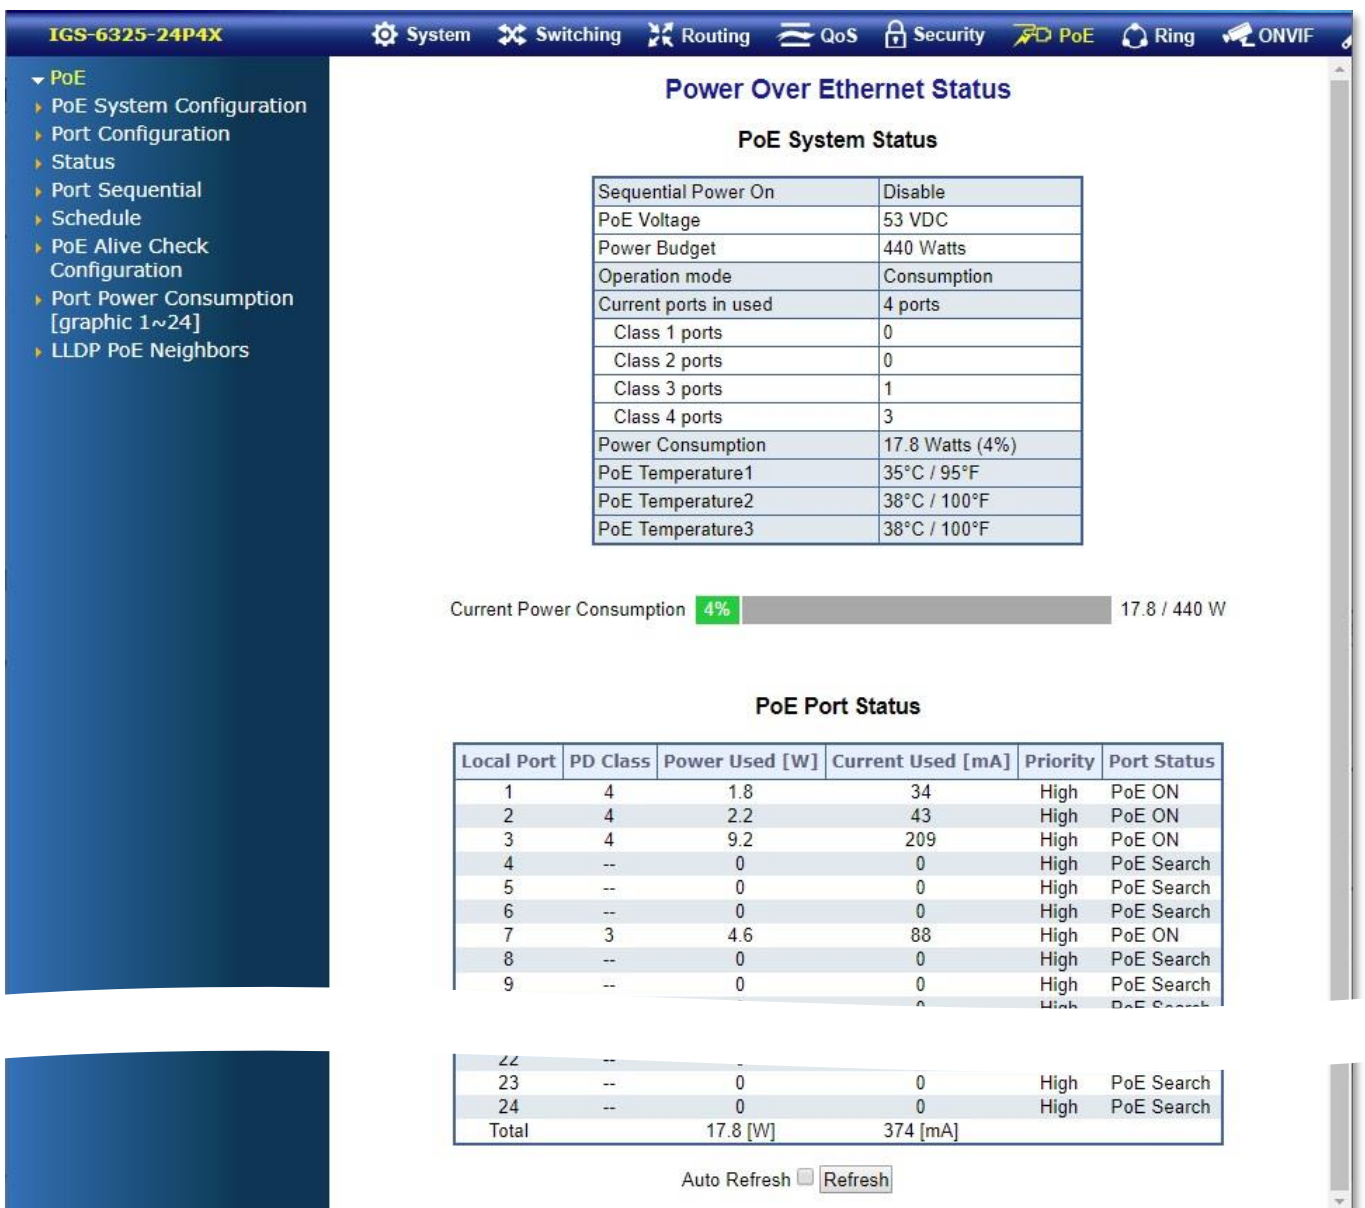 IGS-6325-24P4X System Switching Routing QoS Security PoE Ring ONVIF
PoE
PoE System Configuration
Port Configuration
Status
Port Sequential
Schedule
PoE Alive Check
Configuration
Port Power Consumption
[graphic 1~24]
LLDP PoE Neighbors
Power Over Ethernet Status
PoE System Status
Sequential Power On Disable
PoE Voltage 53 VDC
Power Budget 440 Watts
Operation mode Consumption
Current ports in used 4 ports
Class 1 ports 0
Class 2 ports 0
Class 3 ports 1
Class 4 ports 3
Power Consumption 17.8 Watts (4%)
PoE Temperature1 35°C / 95°F
PoE Temperature2 38°C / 100°F
PoE Temperature3 38°C / 100°F
Current Power Consumption 4% 17.8 / 440 W
PoE Port Status
Local Port PD Class Power Used [W] Current Used [mA] Priority Port Status
1 4 1.8 34 High PoE ON
2 4 2.2 43 High PoE ON
3 4 9.2 209 High PoE ON
4 -- 0 0 High PoE Search
5 -- 0 0 High PoE Search
6 -- 0 0 High PoE Search
7 3 4.6 88 High PoE ON
8 -- 0 0 High PoE Search
9 -- 0 0 High PoE Search
High PoE Search
22 --
23 -- 0 0 High PoE Search
24 -- 0 0 High PoE Search
Total 17.8 [W] 374 [mA]
Auto Refresh Refresh